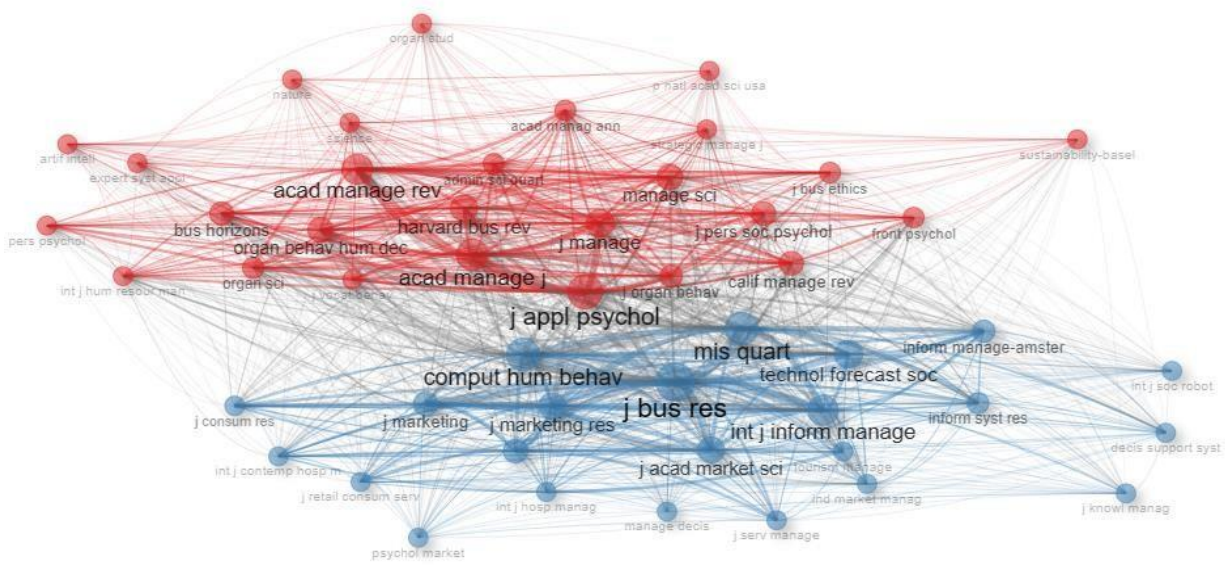 organ stud
nature
p natl acad sci usa
science
acad manag ann
strategic manage j
artif intell
expert syst appl
admin sci quart
sustainability-basel
acad manage rev
manage sci
j bus ethics
pers psychol
bus horizons
harvard bus rev
j pers soc psychol
front psychol
organ behav hum dec
j manage
int j hum resour man
organ sci
acad manage j
j organ behav
calif manage rev
j appl psychol
mis quart
inform manage-amster
comput hum behav
technol forecast soc
int j soc robot
j consum res
j marketing
j marketing res
j bus res
inform syst res
int j inform manage
decis support syst
int j contemp hosp m
j acad market sci
tourism manage
j retail consum serv
int j hosp manag
ind market manag
j knowl manag
manage decis
j serv manage
psychol market